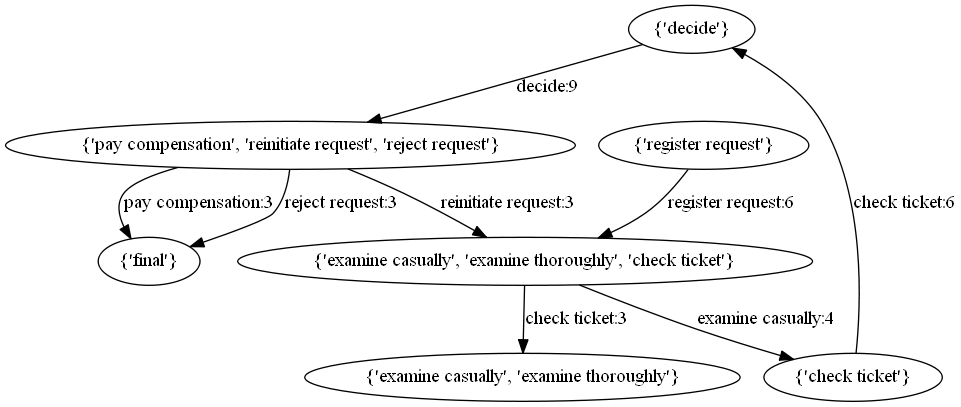 {'decide'}
decide:9
{'pay compensation', 'reinitiate request', 'reject request'}
{'register request'}
pay compensation:3
reject request:3
reinitiate request:3
register request:6
check ticket:6
{'final'}
{'examine casually', 'examine thoroughly', 'check ticket'}
check ticket:3
examine casually:4
{'examine casually', 'examine thoroughly'}
{'check ticket'}